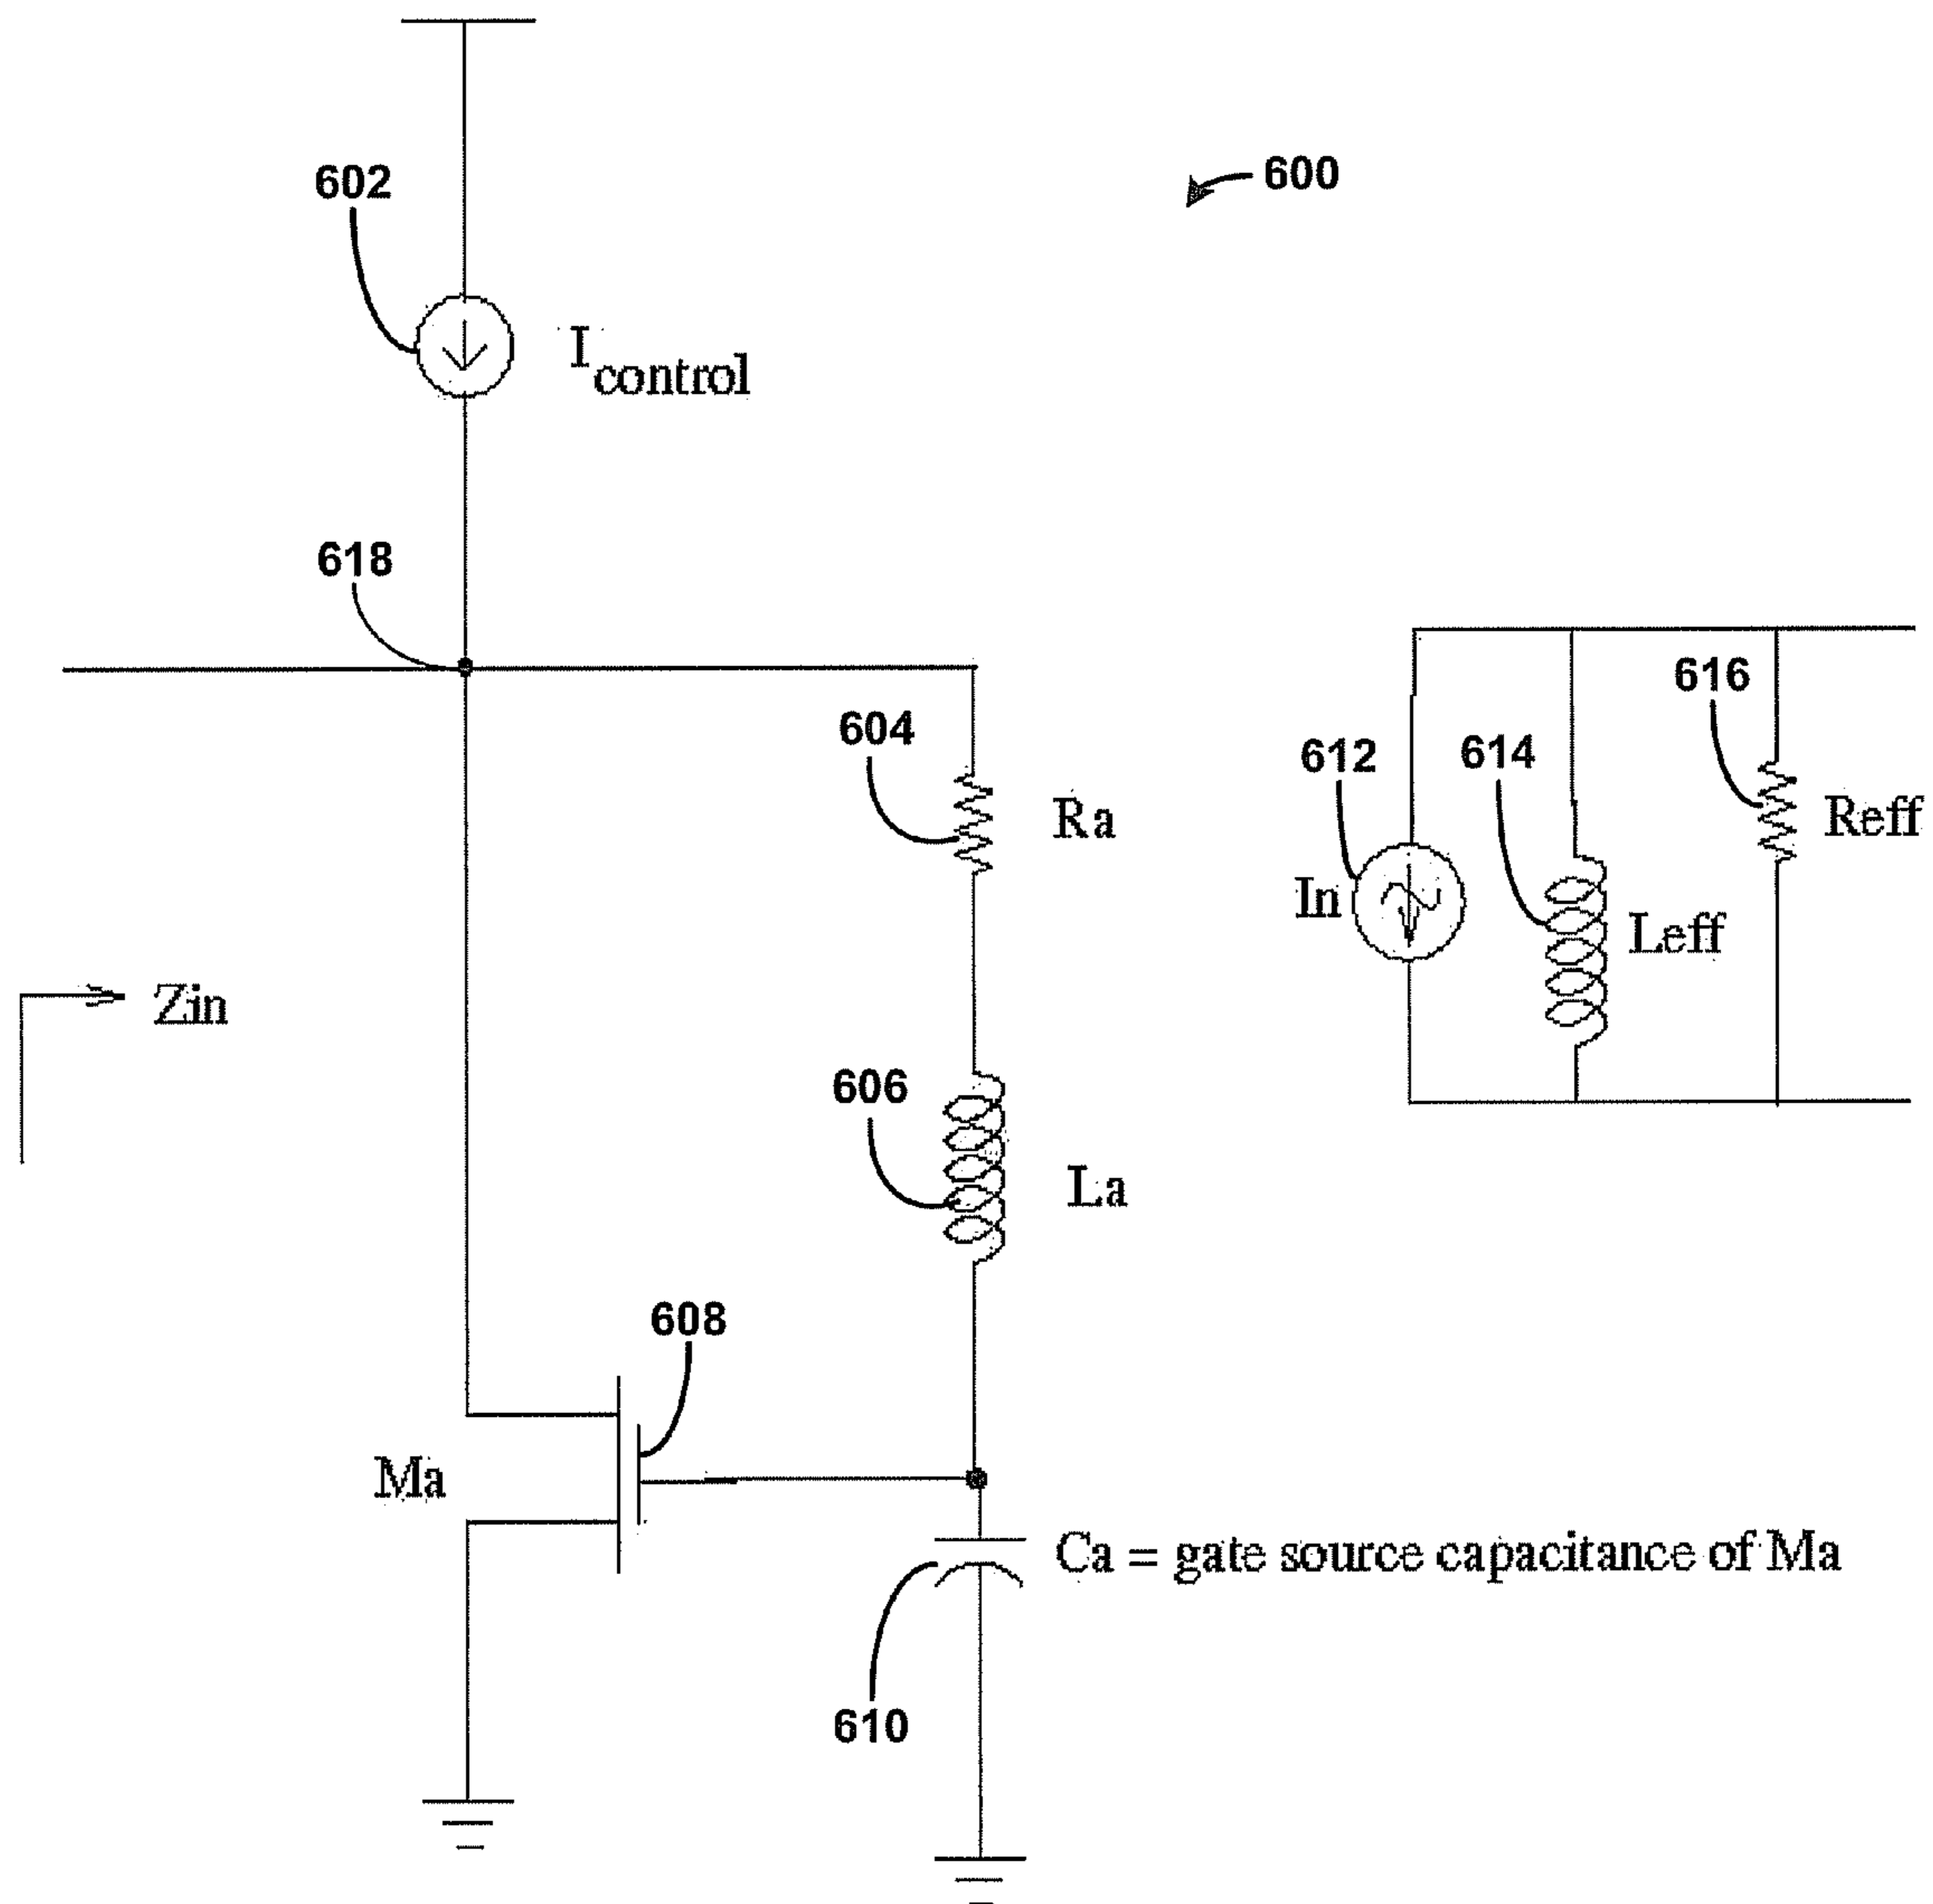 602
600
I control
618
604
616
612
614
Ra
Reff
In
Leff
Zin
606
La
608
Ma
Ca = gate source capacitance of Ma
610